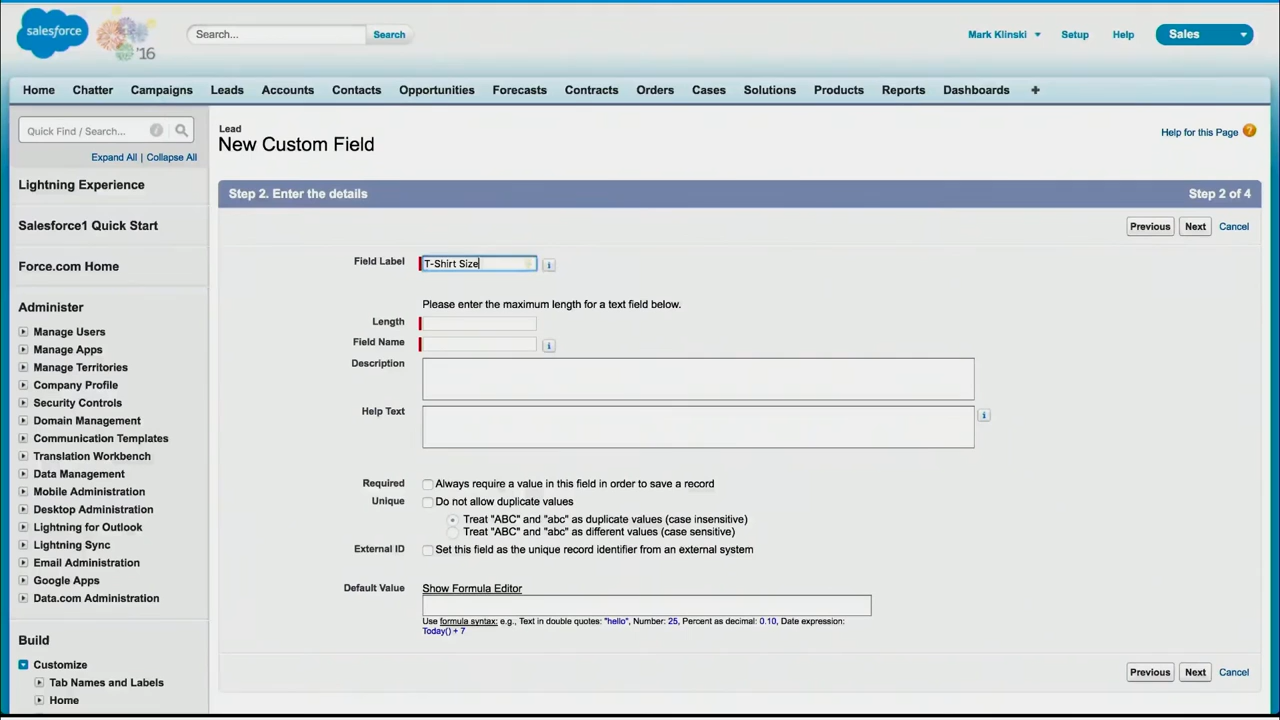 salesforce
'16
Search...
Search
Mark Klinski
Setup
Help
Sales
Home
Chatter
Campaigns
Leads
Accounts
Contacts
Opportunities
Forecasts
Contracts
Orders
Cases
Solutions
Products
Reports
Dashboards
+
Quick Find / Search...
Expand All | Collapse All
Lightning Experience
Salesforce1 Quick Start
Force.com Home
Administer
Manage Users
Manage Apps
Manage Territories
Company Profile
Security Controls
Domain Management
Communication Templates
Translation Workbench
Data Management
Mobile Administration
Desktop Administration
Lightning for Outlook
Lightning Sync
Email Administration
Google Apps
Data.com Administration
Build
Customize
Tab Names and Labels
Home
Lead
New Custom Field
Help for this Page ?
Step 2. Enter the details
Step 2 of 4
Previous
Next
Cancel
Field Label
T-Shirt Size
Please enter the maximum length for a text field below.
Length
Field Name
Description
Help Text
Required
Always require a value in this field in order to save a record
Unique
Do not allow duplicate values
Treat "ABC" and "abc" as duplicate values (case insensitive)
Treat "ABC" and "abc" as different values (case sensitive)
External ID
Set this field as the unique record identifier from an external system
Default Value
Show Formula Editor
Use formula syntax: e.g., Text in double quotes: "hello", Number: 25, Percent as decimal: 0.10, Date expression:
Today() + 7
Previous
Next
Cancel